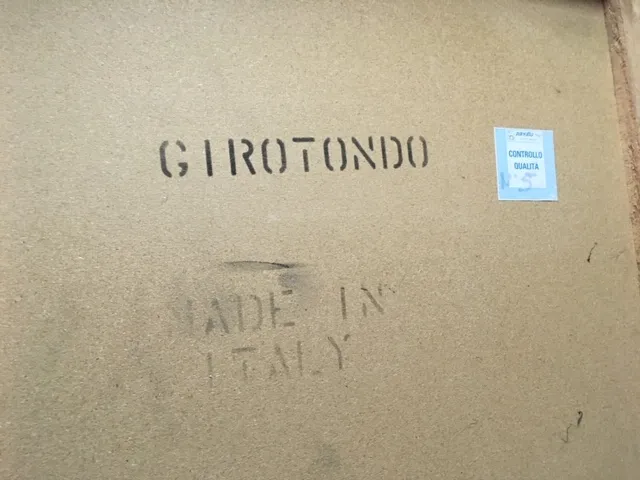 GIROTONDO
CONTROLLO
QUALITÀ
MADE IN
ITALY